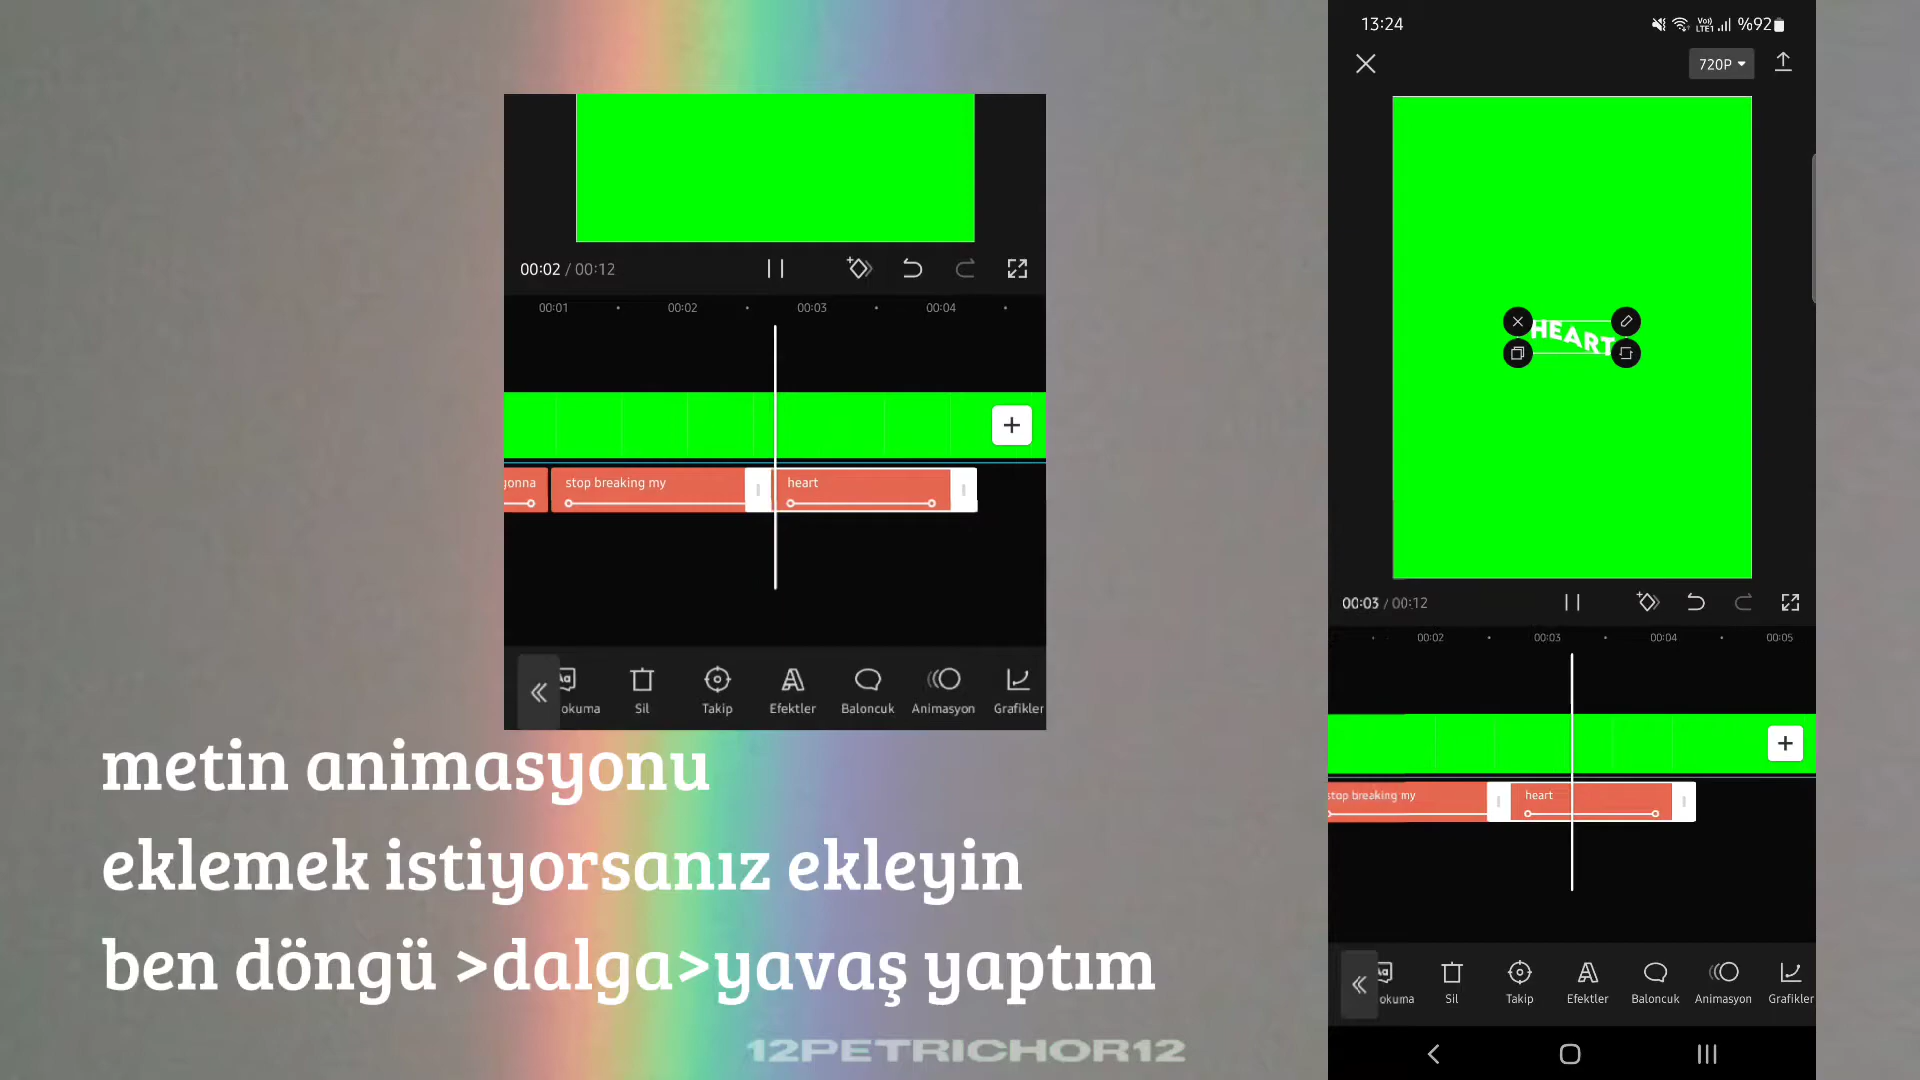 13:24
Vo))
LTE1
%92
720P
HEART
00:02 / 00:12
00:01
00:02
00:03
00:04
gonna
stop breaking my
heart
okuma
Sil
Takip
Efektler
Baloncuk
Animasyon
Grafikler
00:03 / 00:12
00:02
00:03
00:04
00:05
stop breaking my
heart
okuma
Sil
Takip
Efektler
Baloncuk
Animasyon
Grafikler
metin animasyonu
eklemek istiyorsanız ekleyin
ben döngü >dalga>yavaş yaptım
12PETRICHOR12